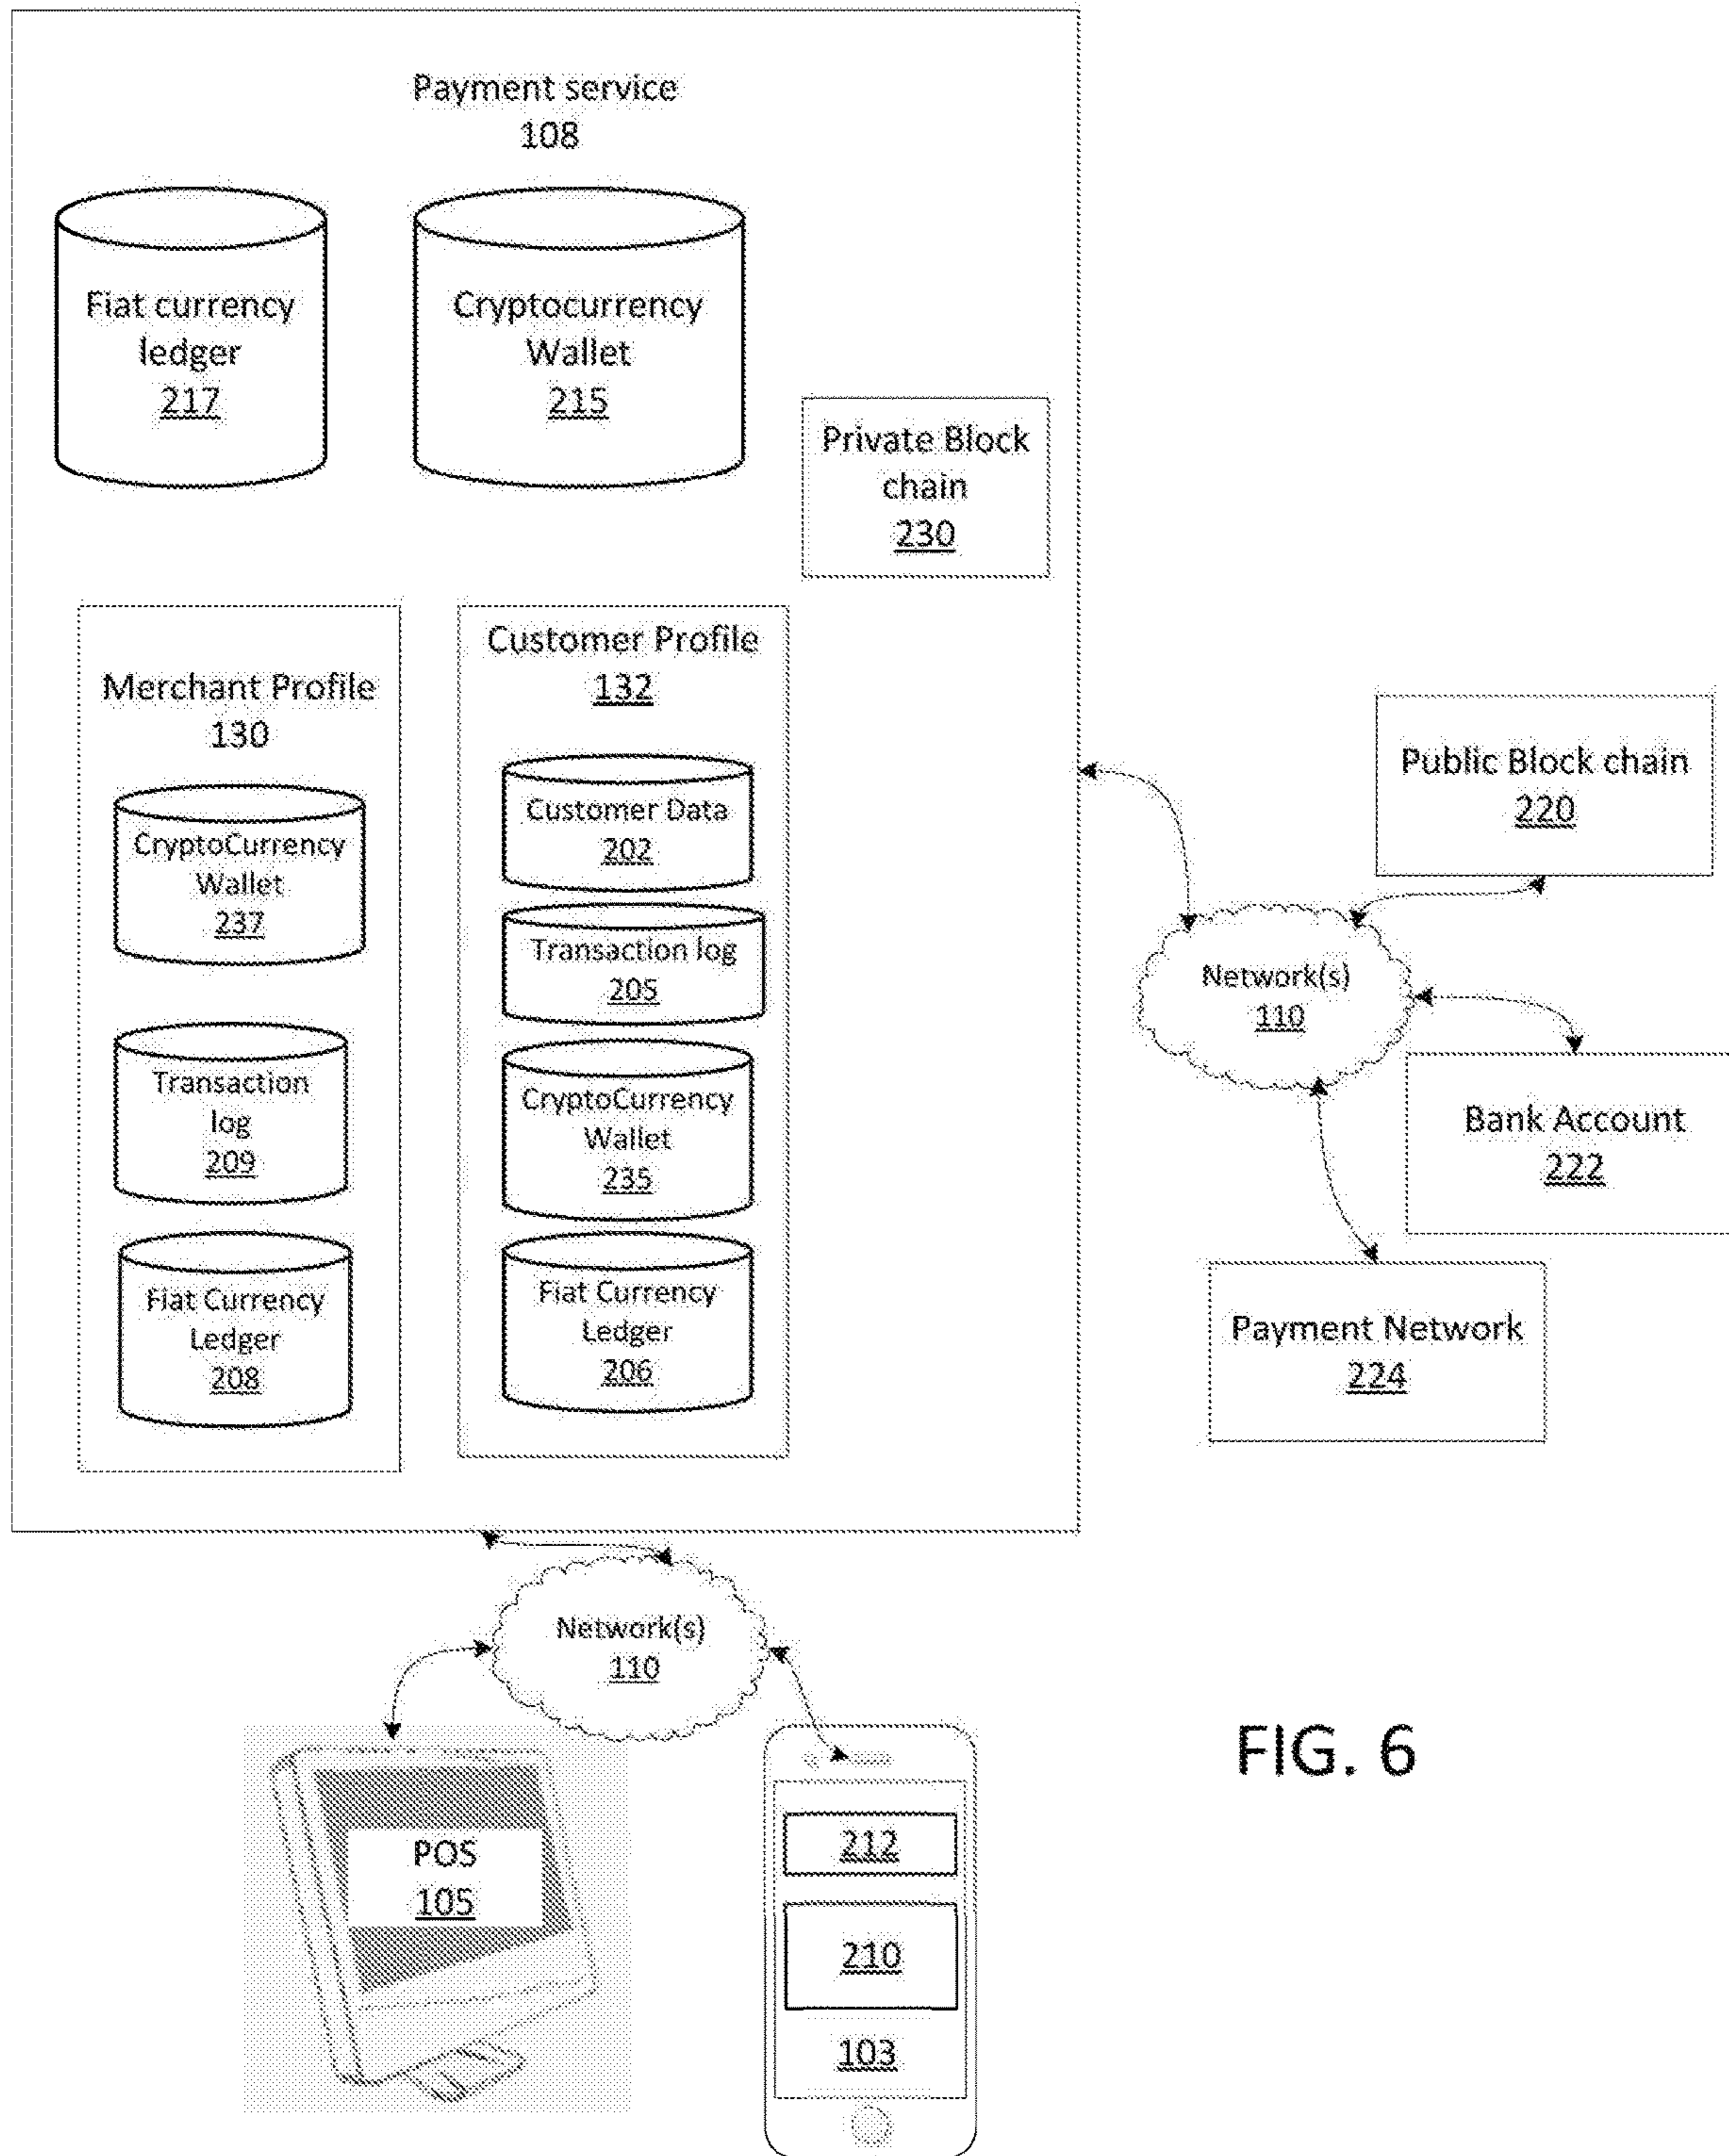 Payment service
108
Fiat currency
ledger
217
Cryptocurrency
Wallet
215
Private Block
chain
230
Merchant Profile
130
CryptoCurrency
Wallet
237
Transaction
log
209
Fiat Currency
Ledger
208
Customer Profile
132
Customer Data
202
Transaction log
205
CryptoCurrency
Wallet
235
Fiat Currency
Ledger
206
Public Block chain
220
Network(s)
110
Bank Account
222
Payment Network
224
Network(s)
110
POS
105
212
210
103
FIG. 6